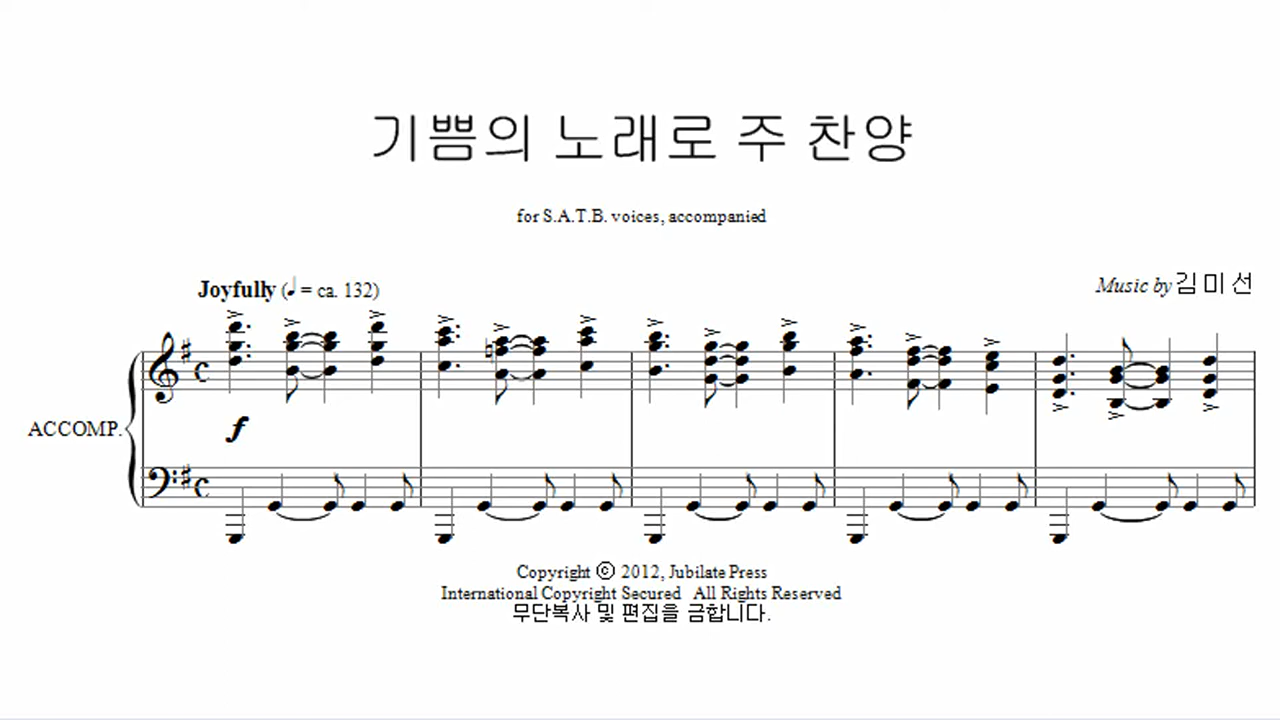 기쁨의 노래로 주 찬양
for S.A.T.B. voices, accompanied
Joyfully (♩ = ca. 132)
Music by 김미선
ACCOMP.
f
Copyright © 2012, Jubilate Press
International Copyright Secured All Rights Reserved
무단복사 및 편집을 금합니다.